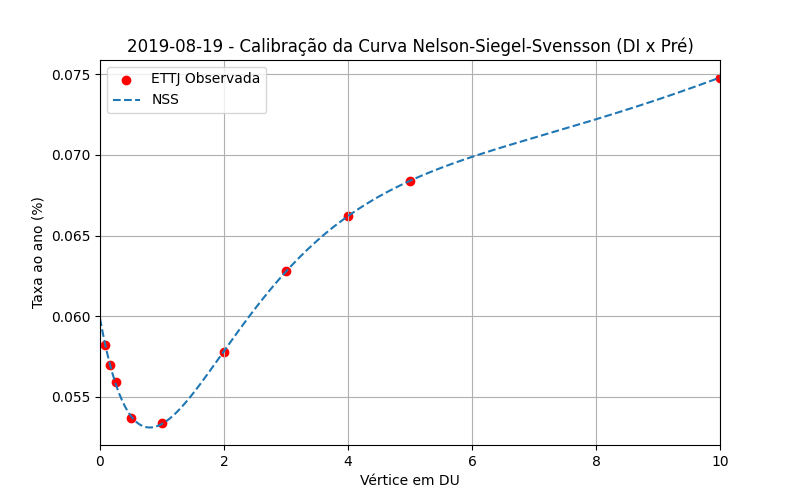 2019-08-19 - Calibração da Curva Nelson-Siegel-Svensson (DI x Pré)
ETTJ Observada
NSS
Taxa ao ano (%)
0.075
0.070
0.065
0.060
0.055
0 2 4 6 8 10
Vértice em DU